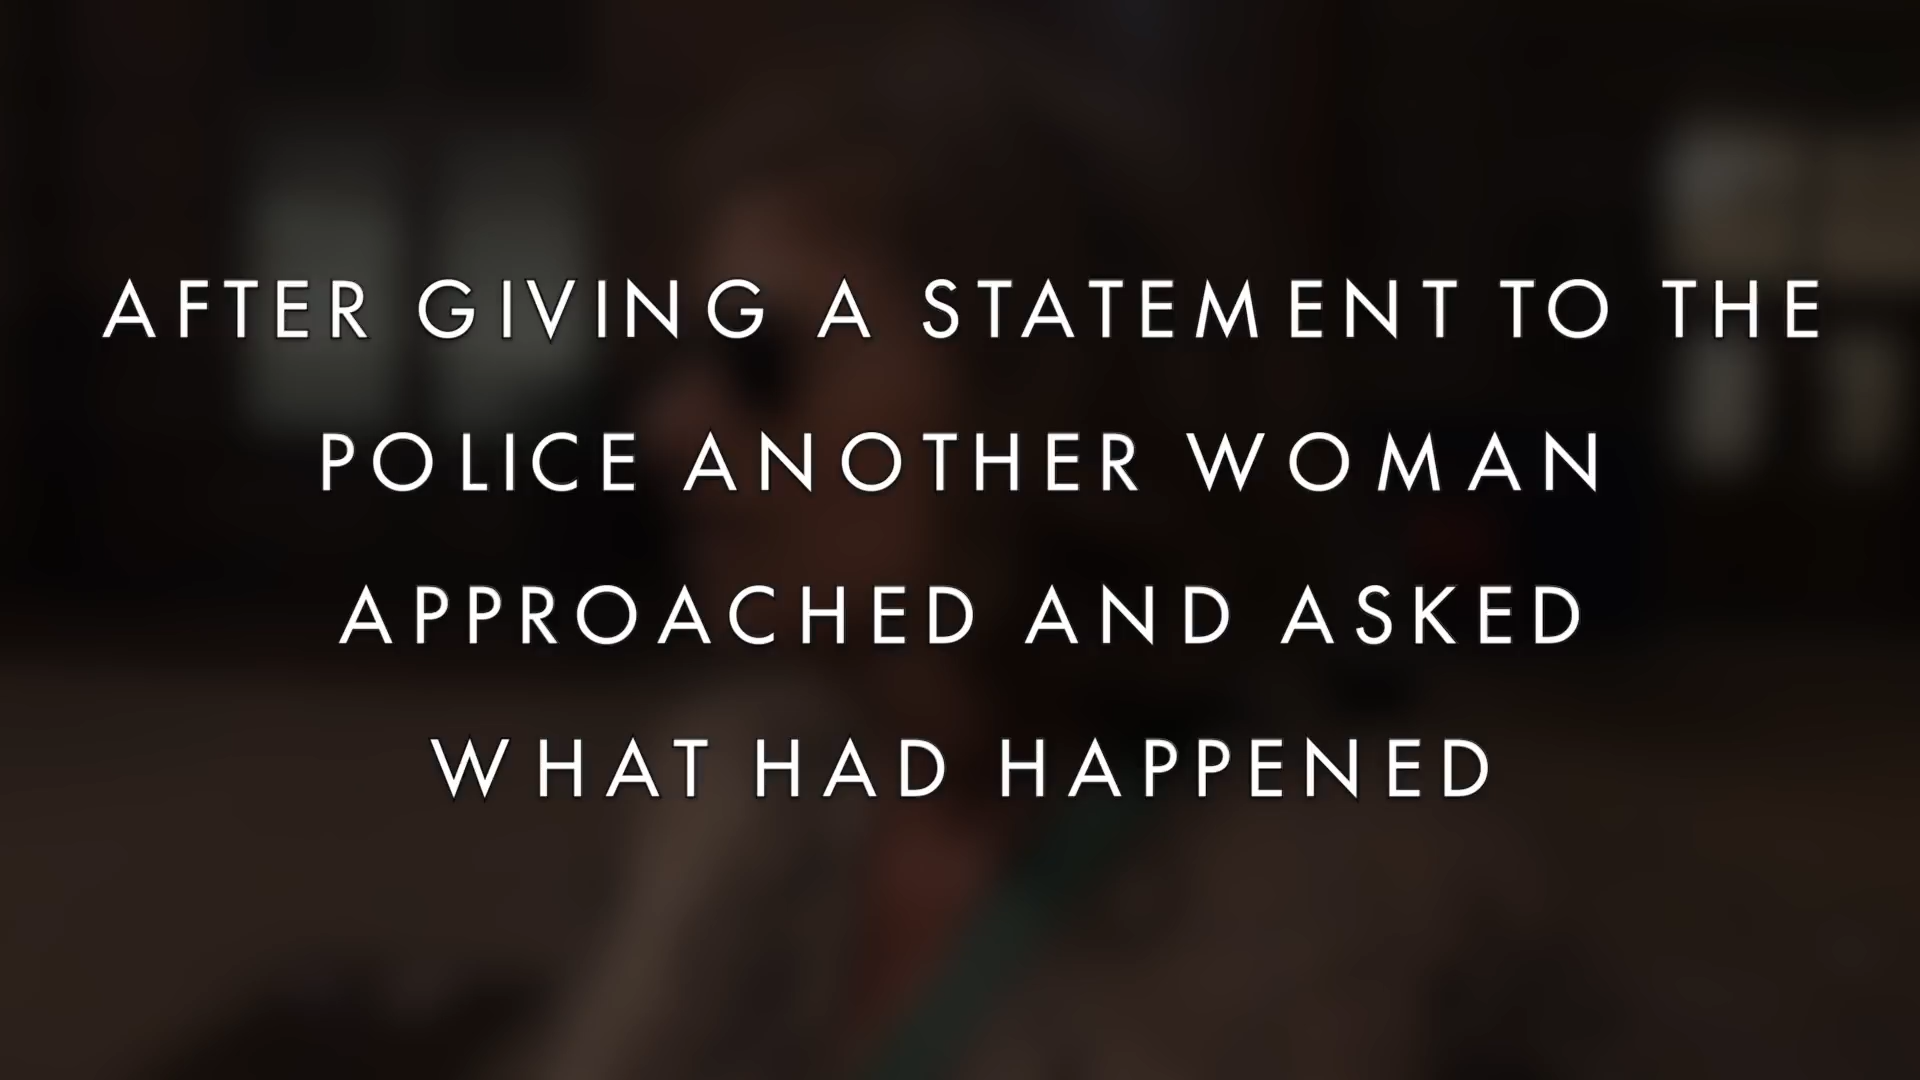 AFTER GIVING A STATEMENT TO THE
POLICE ANOTHER WOMAN
APPROACHED AND ASKED
WHAT HAD HAPPENED